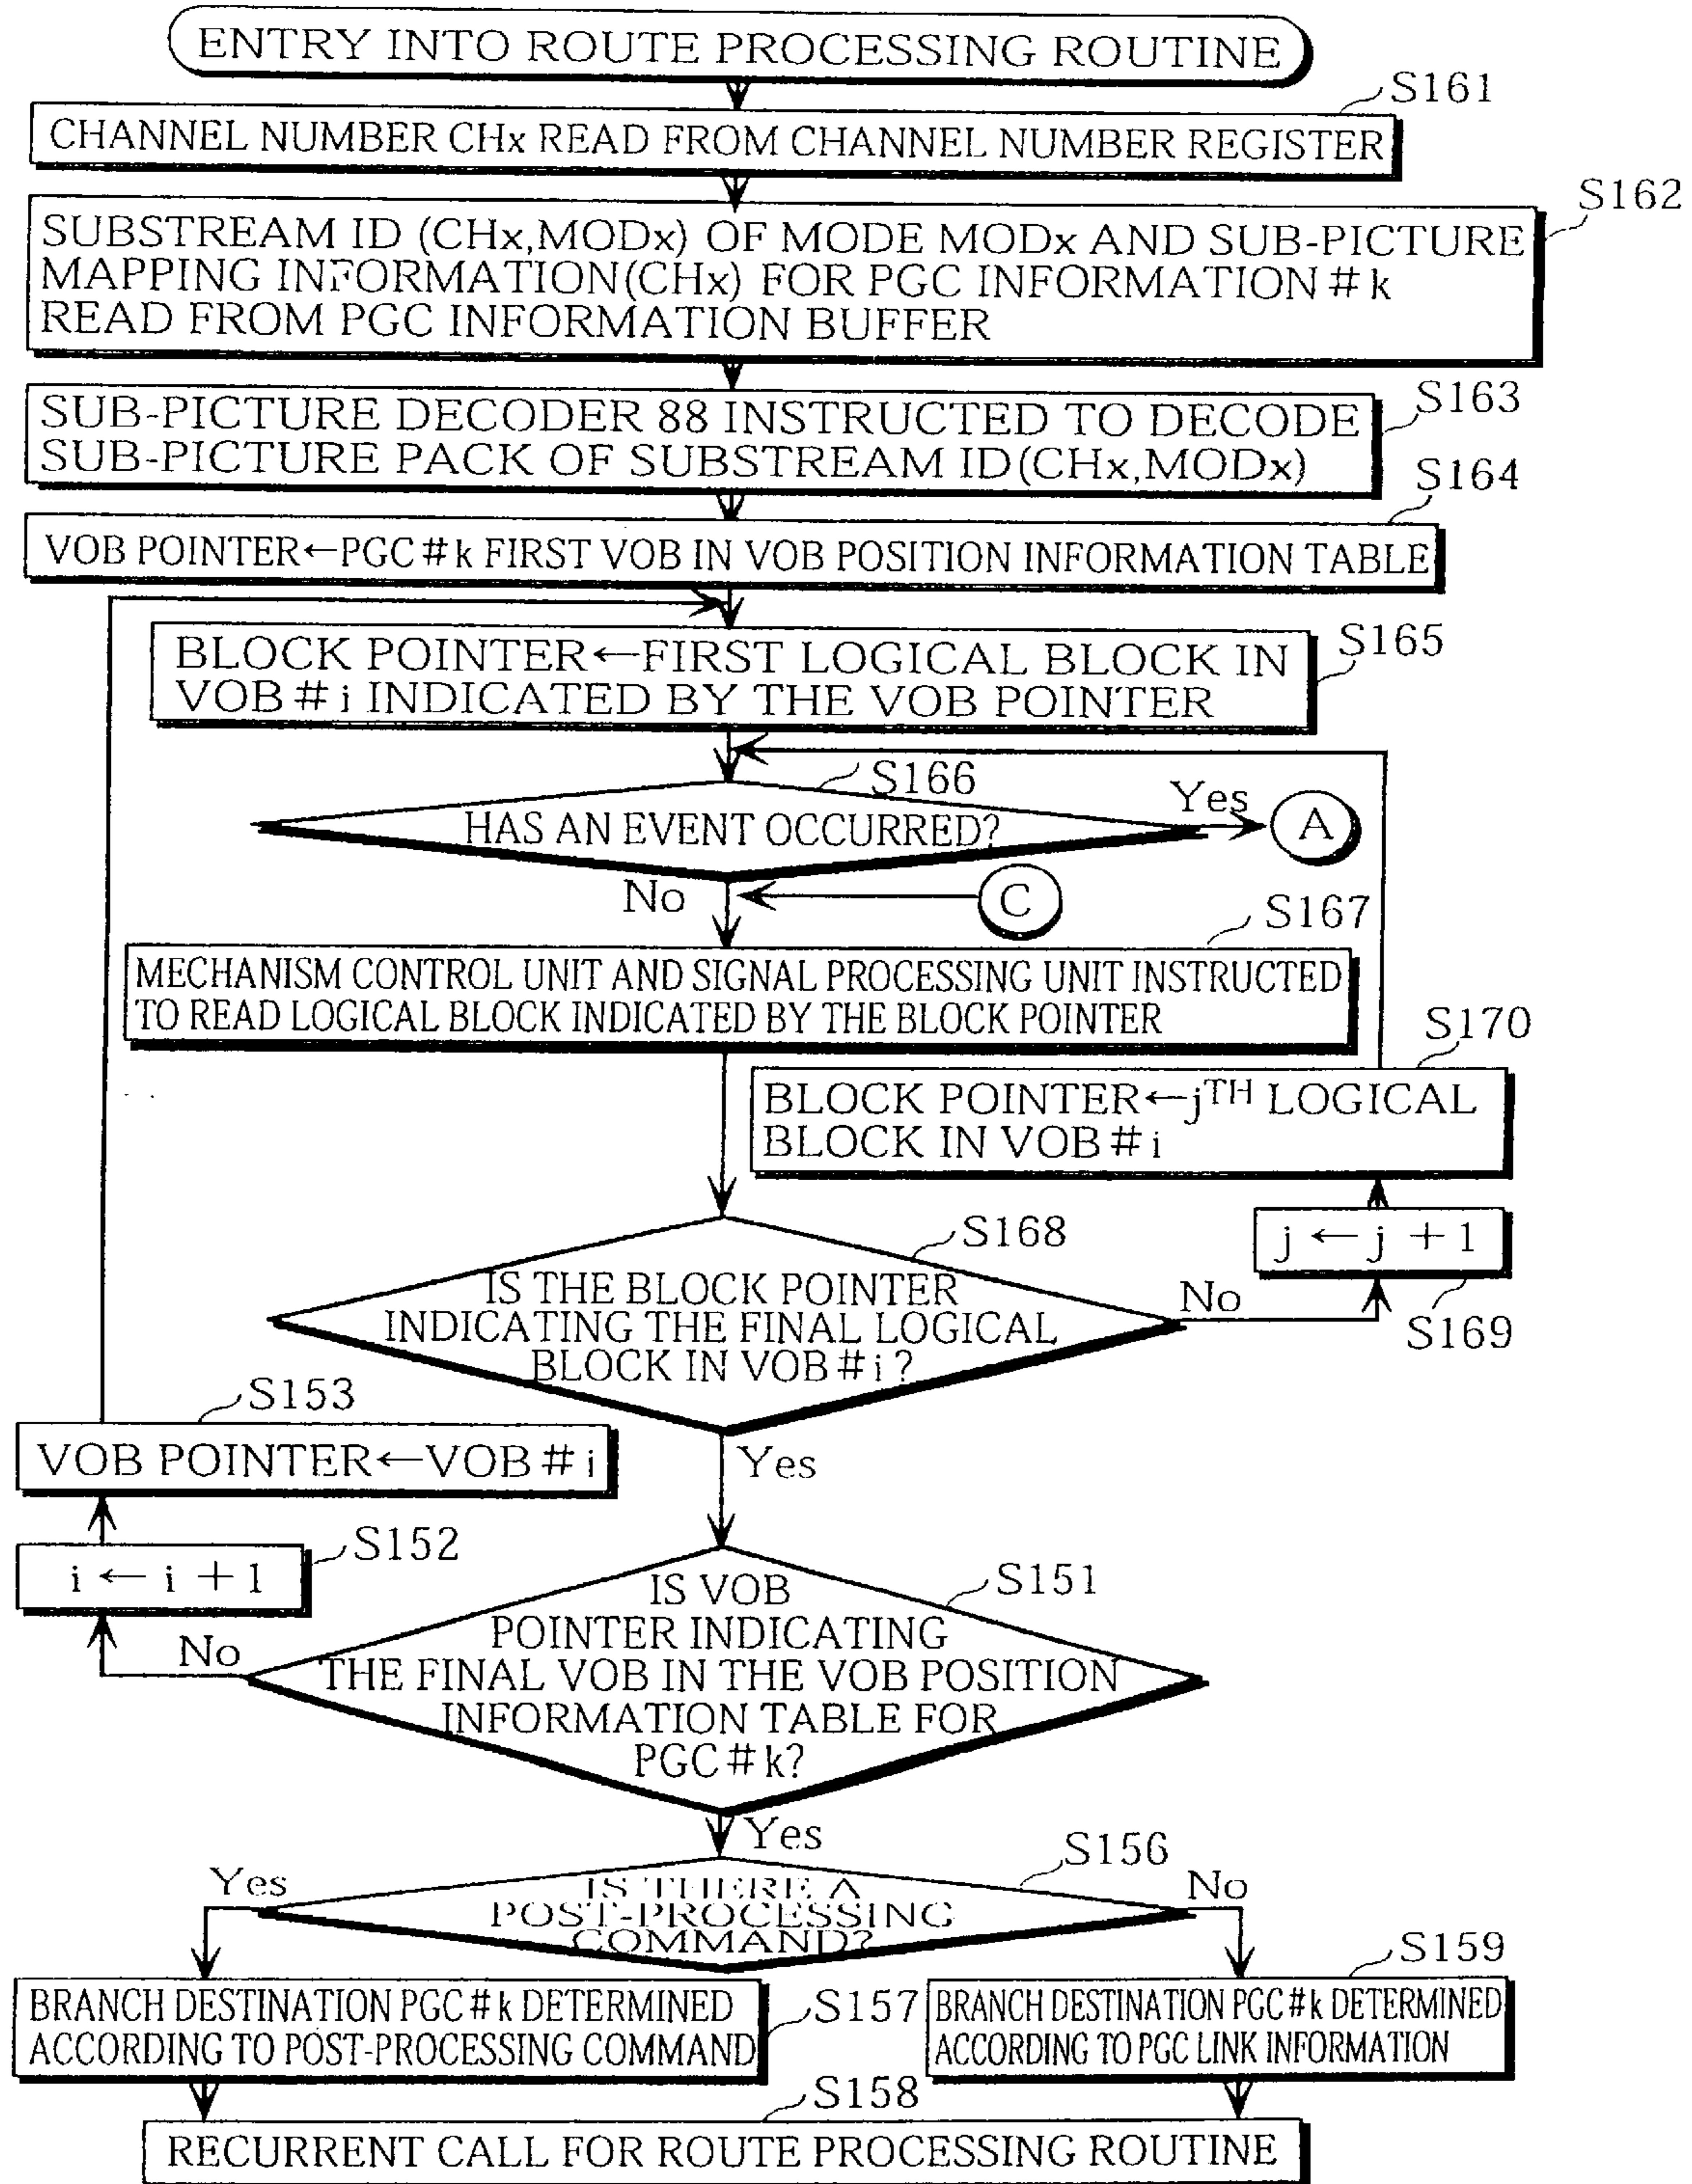 ENTRY INTO ROUTE PROCESSING ROUTINE
S161
CHANNEL NUMBER CHx READ FROM CHANNEL NUMBER REGISTER
S162
SUBSTREAM ID (CHx,MODx) OF MODE MODx AND SUB-PICTURE
MAPPING INFORMATION(CHx) FOR PGC INFORMATION #k
READ FROM PGC INFORMATION BUFFER
S163
SUB-PICTURE DECODER 88 INSTRUCTED TO DECODE
SUB-PICTURE PACK OF SUBSTREAM ID(CHx,MODx)
S164
VOB POINTER←PGC#k FIRST VOB IN VOB POSITION INFORMATION TABLE
S165
BLOCK POINTER←FIRST LOGICAL BLOCK IN
VOB#i INDICATED BY THE VOB POINTER
S166
HAS AN EVENT OCCURRED?
Yes
A
No
C
S167
MECHANISM CONTROL UNIT AND SIGNAL PROCESSING UNIT INSTRUCTED
TO READ LOGICAL BLOCK INDICATED BY THE BLOCK POINTER
S170
BLOCK POINTER←jTH LOGICAL
BLOCK IN VOB#i
S168
j ← j + 1
S169
IS THE BLOCK POINTER
INDICATING THE FINAL LOGICAL
BLOCK IN VOB#i?
No
Yes
S153
VOB POINTER←VOB#i
S152
i ← i + 1
S151
IS VOB
POINTER INDICATING
THE FINAL VOB IN THE VOB POSITION
INFORMATION TABLE FOR
PGC#k?
No
Yes
S156
IS THERE A
POST-PROCESSING
COMMAND?
Yes
No
S157
BRANCH DESTINATION PGC#k DETERMINED
ACCORDING TO POST-PROCESSING COMMAND
S159
BRANCH DESTINATION PGC#k DETERMINED
ACCORDING TO PGC LINK INFORMATION
S158
RECURRENT CALL FOR ROUTE PROCESSING ROUTINE